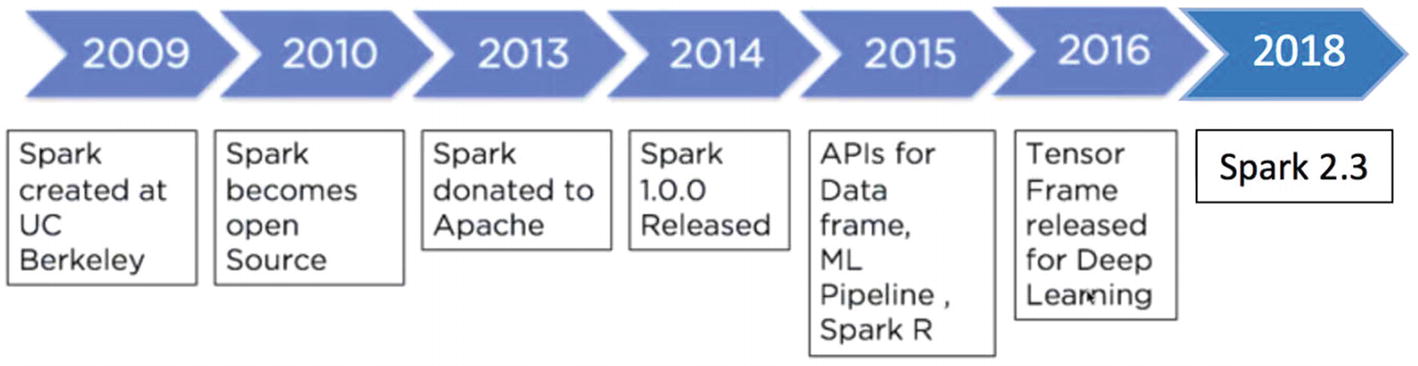 2009 2010 2013 2014 2015 2016 2018
Spark
created at
UC
Berkeley
Spark
becomes
open
Source
Spark
donated to
Apache
Spark
1.0.0
Released
APIs for
Data
frame,
ML
Pipeline ,
Spark R
Tensor
Frame
released
for Deep
Learning
Spark 2.3